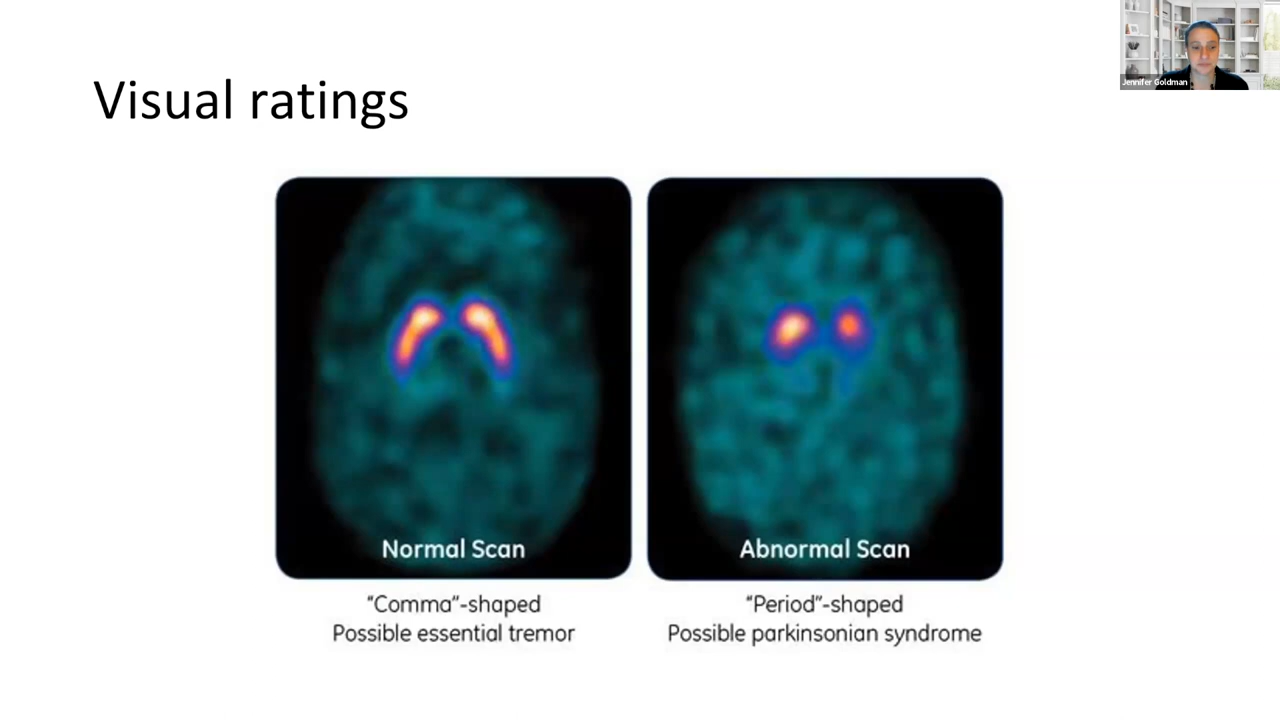 Visual ratings
Jennifer Goldman
Normal Scan
Abnormal Scan
“Comma”-shaped
Possible essential tremor
“Period”-shaped
Possible parkinsonian syndrome